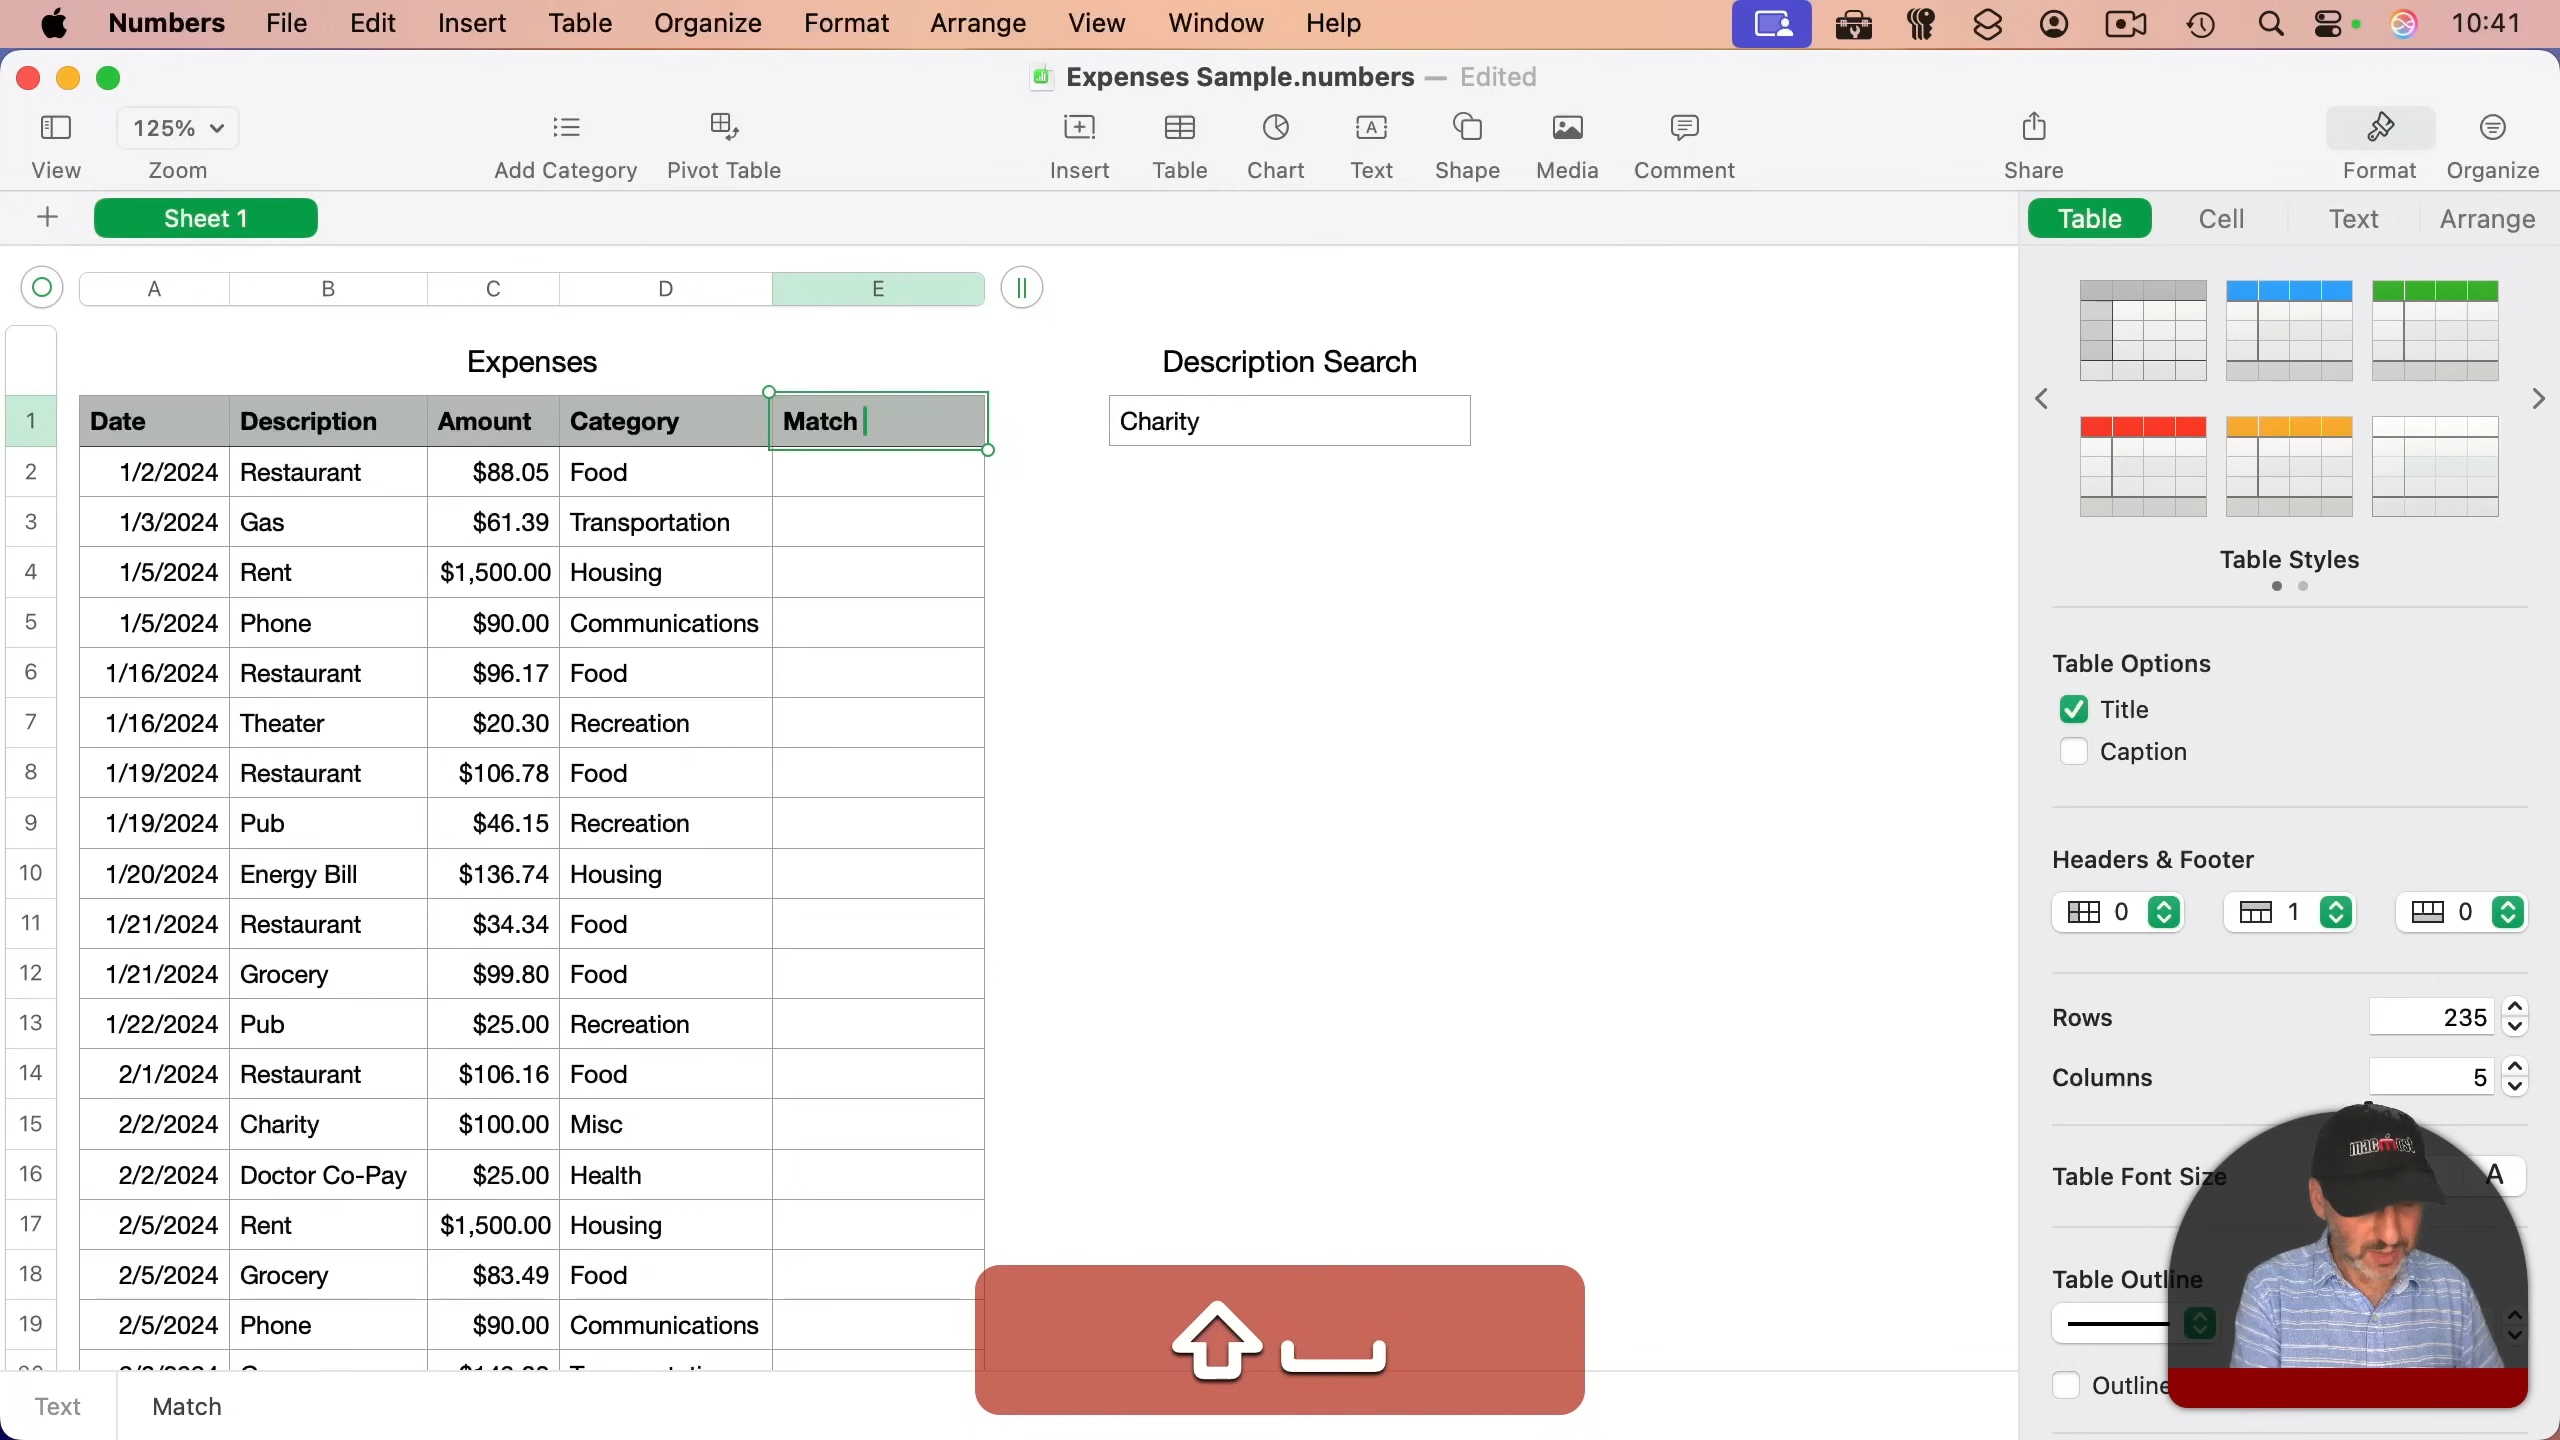 Numbers File Edit Insert Table Organize Format Arrange View Window Help 10:41
Expenses Sample.numbers — Edited
125%
View Zoom Add Category Pivot Table Insert Table Chart Text Shape Media Comment Share Format Organize
Sheet 1
Table Cell Text Arrange
A B C D E
Expenses
Description Search
1 Date Description Amount Category Match
Charity
2 1/2/2024 Restaurant $88.05 Food
3 1/3/2024 Gas $61.39 Transportation
4 1/5/2024 Rent $1,500.00 Housing
5 1/5/2024 Phone $90.00 Communications
6 1/16/2024 Restaurant $96.17 Food
7 1/16/2024 Theater $20.30 Recreation
8 1/19/2024 Restaurant $106.78 Food
9 1/19/2024 Pub $46.15 Recreation
10 1/20/2024 Energy Bill $136.74 Housing
11 1/21/2024 Restaurant $34.34 Food
12 1/21/2024 Grocery $99.80 Food
13 1/22/2024 Pub $25.00 Recreation
14 2/1/2024 Restaurant $106.16 Food
15 2/2/2024 Charity $100.00 Misc
16 2/2/2024 Doctor Co-Pay $25.00 Health
17 2/5/2024 Rent $1,500.00 Housing
18 2/5/2024 Grocery $83.49 Food
19 2/5/2024 Phone $90.00 Communications
Text Match
Table Styles
Table Options
Title
Caption
Headers & Footer
0 1 0
Rows 235
Columns 5
Table Font Size A
Table Outline
Outline
macmost